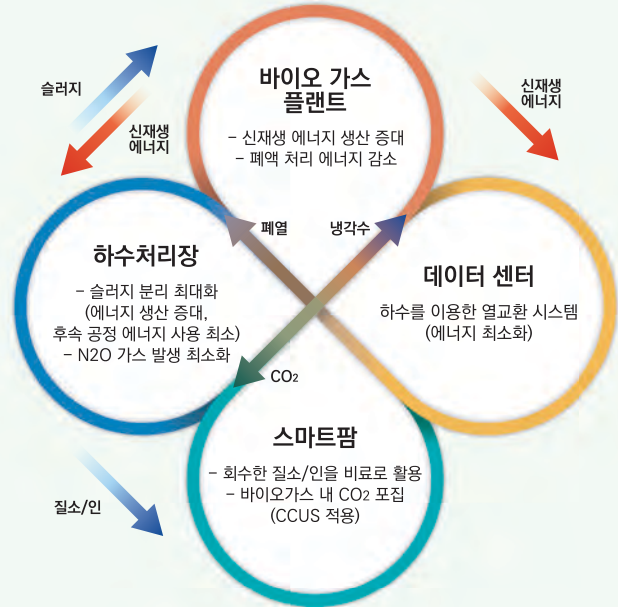 슬러지
신재생
에너지
바이오 가스
플랜트
– 신재생 에너지 생산 증대
– 폐액 처리 에너지 감소
신재생
에너지
폐열
냉각수
하수처리장
– 슬러지 분리 최대화
(에너지 생산 증대,
후속 공정 에너지 사용 최소)
– N2O 가스 발생 최소화
데이터 센터
하수를 이용한 열교환 시스템
(에너지 최소화)
CO₂
스마트팜
– 회수한 질소/인을 비료로 활용
– 바이오가스 내 CO₂ 포집
(CCUS 적용)
질소/인